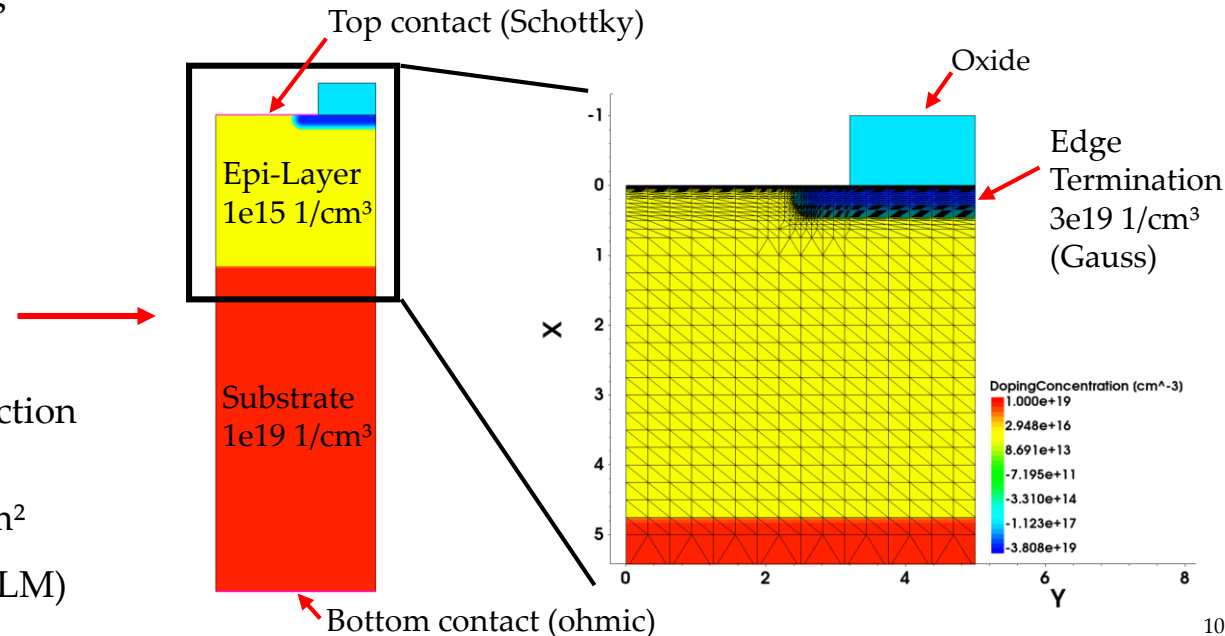 s
Top contact (Schottky)
Oxide
Edge
Termination
3e19 1/cm³
(Gauss)
Epi-Layer
1e15 1/cm³
Substrate
1e19 1/cm³
ction
m²
LM)
Bottom contact (ohmic)
-1
0
1
2
3
4
5
X
DopingConcentration (cm^-3)
1.000e+19
2.948e+16
8.691e+13
-7.195e+11
-3.310e+14
-1.123e+17
-3.808e+19
0
2
4
6
8
Y
10